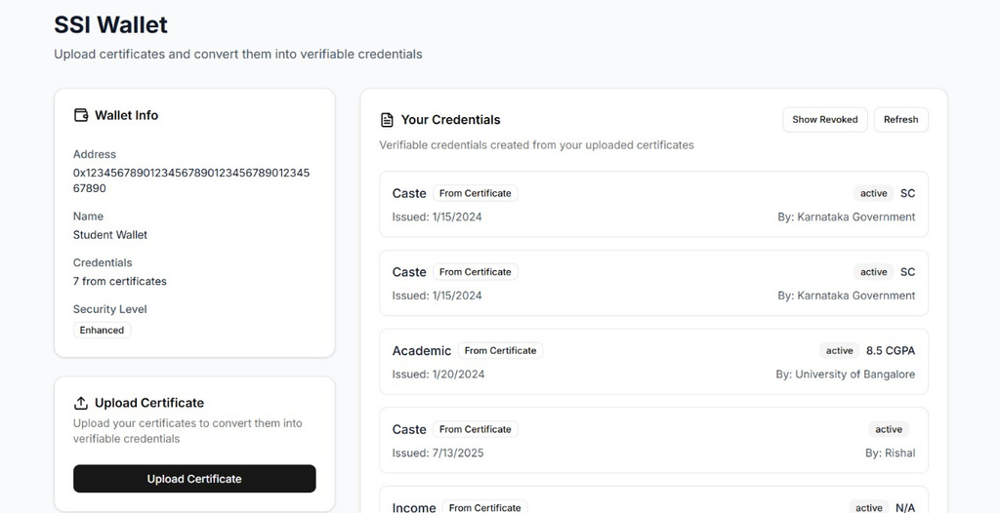 SSI Wallet
Upload certificates and convert them into verifiable credentials
Wallet Info
Address
0x12345678901234567890123456789012345
67890
Name
Student Wallet
Credentials
7 from certificates
Security Level
Enhanced
Upload Certificate
Upload your certificates to convert them into
verifiable credentials
Upload Certificate
Your Credentials
Show Revoked
Refresh
Verifiable credentials created from your uploaded certificates
Caste From Certificate active SC
Issued: 1/15/2024 By: Karnataka Government
Caste From Certificate active SC
Issued: 1/15/2024 By: Karnataka Government
Academic From Certificate active 8.5 CGPA
Issued: 1/20/2024 By: University of Bangalore
Caste From Certificate active
Issued: 7/13/2025 By: Rishal
Income From Certificate active N/A